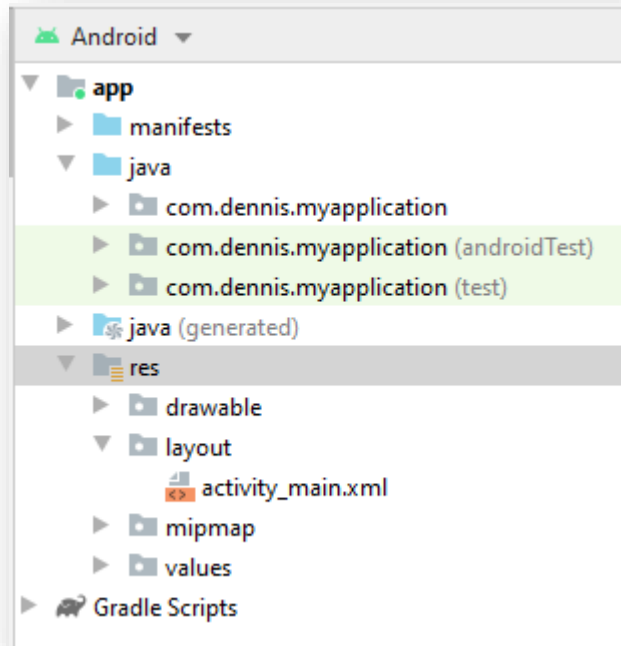 Android
app
manifests
java
com.dennis.myapplication
com.dennis.myapplication (androidTest)
com.dennis.myapplication (test)
java (generated)
res
drawable
layout
activity_main.xml
mipmap
values
Gradle Scripts